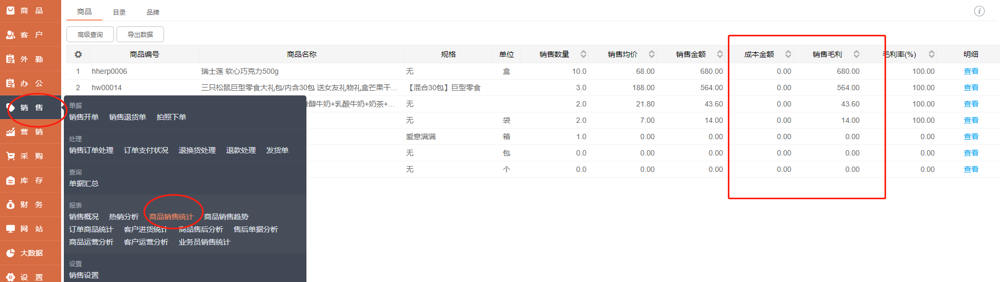 商 品
客 户
外 勤
办 公
销 售
营 销
采 购
库 存
财 务
网 站
大数据
设 置
商品 目录 品牌
高级查询 导出数据
商品编号 商品名称 规格 单位 销售数量 销售均价 销售金额 成本金额 销售毛利 毛利率(%) 明细
1 hherp0006 瑞士莲 软心巧克力500g 无 盒 10.0 68.00 680.00 0.00 680.00 100.00 查看
2 hw00014 三只松鼠巨型零食大礼包/内含30包 送女友礼物礼盒芒果干... 【混合30包】巨型零食 3.0 188.00 564.00 0.00 564.00 100.00 查看
醇牛奶+乳酸牛奶+奶茶+... 无 2.0 21.80 43.60 0.00 43.60 100.00 查看
无 袋 2.0 7.00 14.00 0.00 14.00 100.00 查看
爱意满满 箱 1.0 0.00 0.00 0.00 0.00 0.00 查看
无 包 0.0 0.00 0.00 0.00 0.00 0.00 查看
无 个 0.0 0.00 0.00 0.00 0.00 0.00 查看
单据
销售开单 销售退货单 拍照下单
处理
销售订单处理 订单支付状况 退换货处理 退款处理 发货单
查询
单据汇总
报表
销售概况 热销分析 商品销售统计 商品销售趋势
订单商品统计 客户进货统计 商品售后分析 售后单据分析
商品运营分析 客户运营分析 业务员销售统计
设置
销售设置